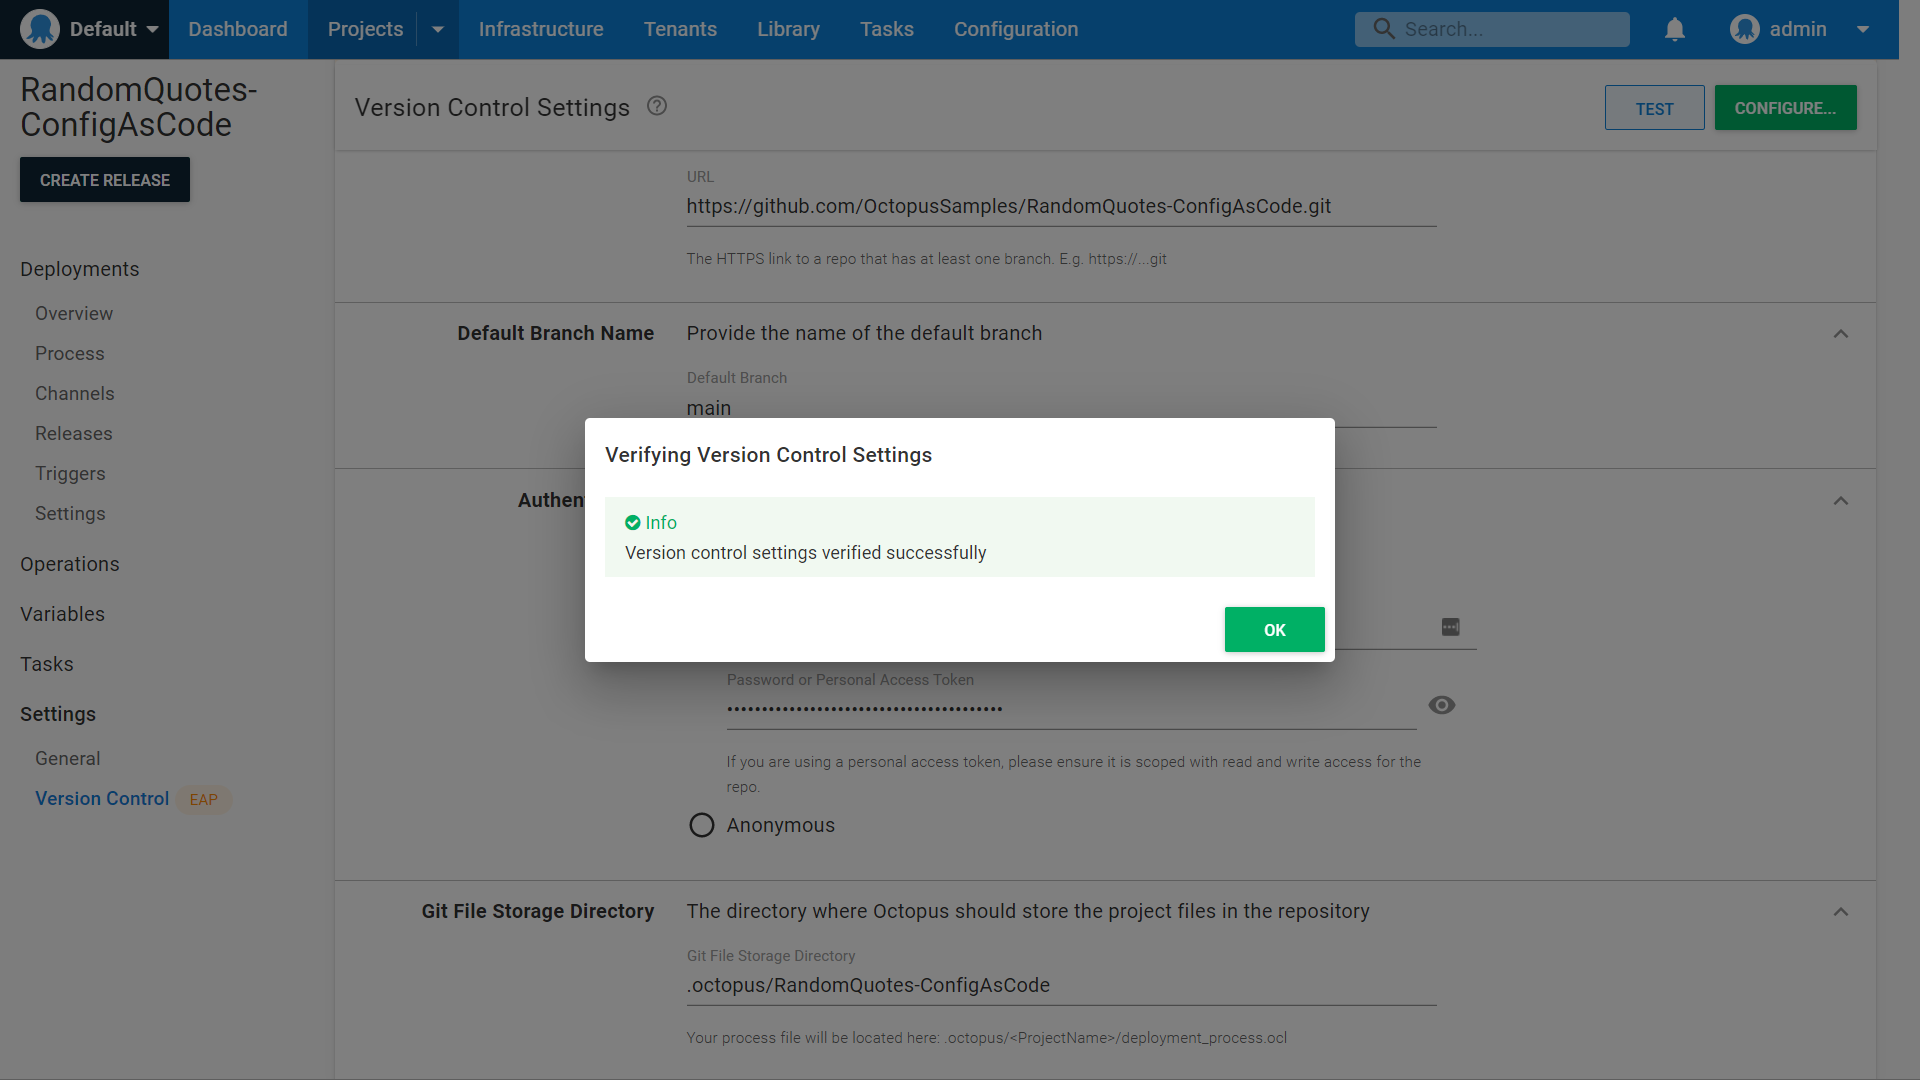 Default
Dashboard
Projects
Infrastructure
Tenants
Library
Tasks
Configuration
Search...
admin
RandomQuotes-
ConfigAsCode
CREATE RELEASE
Deployments
Overview
Process
Channels
Releases
Triggers
Settings
Operations
Variables
Tasks
Settings
General
Version Control EAP
Version Control Settings
TEST
CONFIGURE...
URL
https://github.com/OctopusSamples/RandomQuotes-ConfigAsCode.git
The HTTPS link to a repo that has at least one branch. E.g. https://...git
Default Branch Name
Provide the name of the default branch
Default Branch
main
Authen
Verifying Version Control Settings
Info
Version control settings verified successfully
OK
Password or Personal Access Token
••••••••••••••••••••••••••••••••••••••••
If you are using a personal access token, please ensure it is scoped with read and write access for the
repo.
Anonymous
Git File Storage Directory
The directory where Octopus should store the project files in the repository
Git File Storage Directory
.octopus/RandomQuotes-ConfigAsCode
Your process file will be located here: .octopus/<ProjectName>/deployment_process.ocl